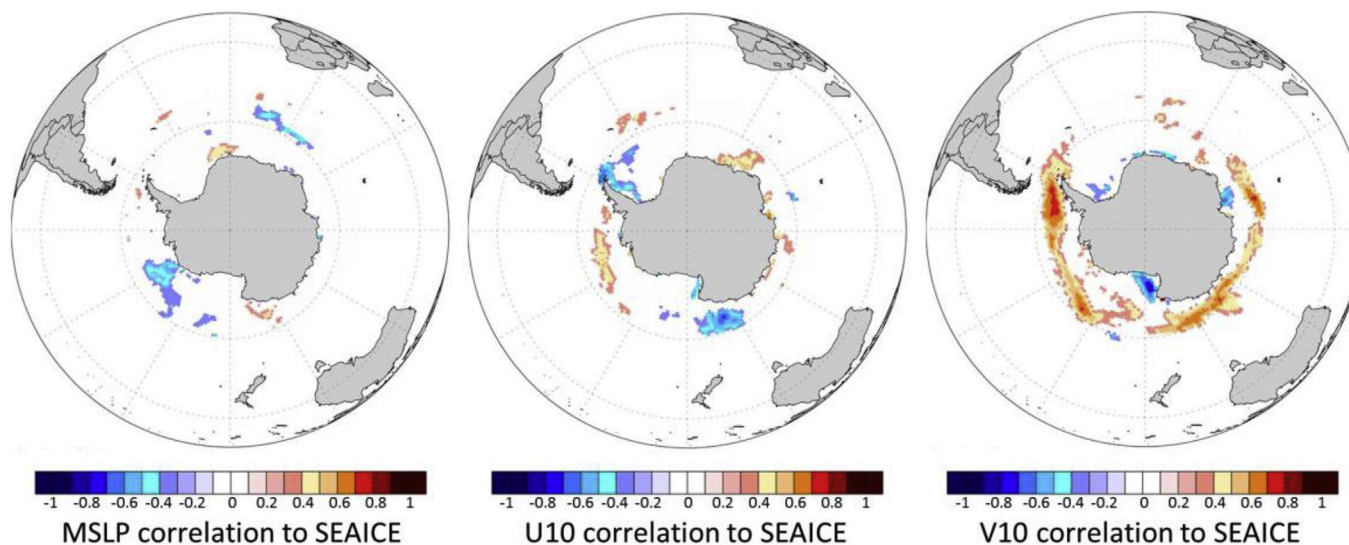 -1 -0.8 -0.6 -0.4 -0.2 0 0.2 0.4 0.6 0.8 1
MSLP correlation to SEAICE
-1 -0.8 -0.6 -0.4 -0.2 0 0.2 0.4 0.6 0.8 1
U10 correlation to SEAICE
-1 -0.8 -0.6 -0.4 -0.2 0 0.2 0.4 0.6 0.8 1
V10 correlation to SEAICE